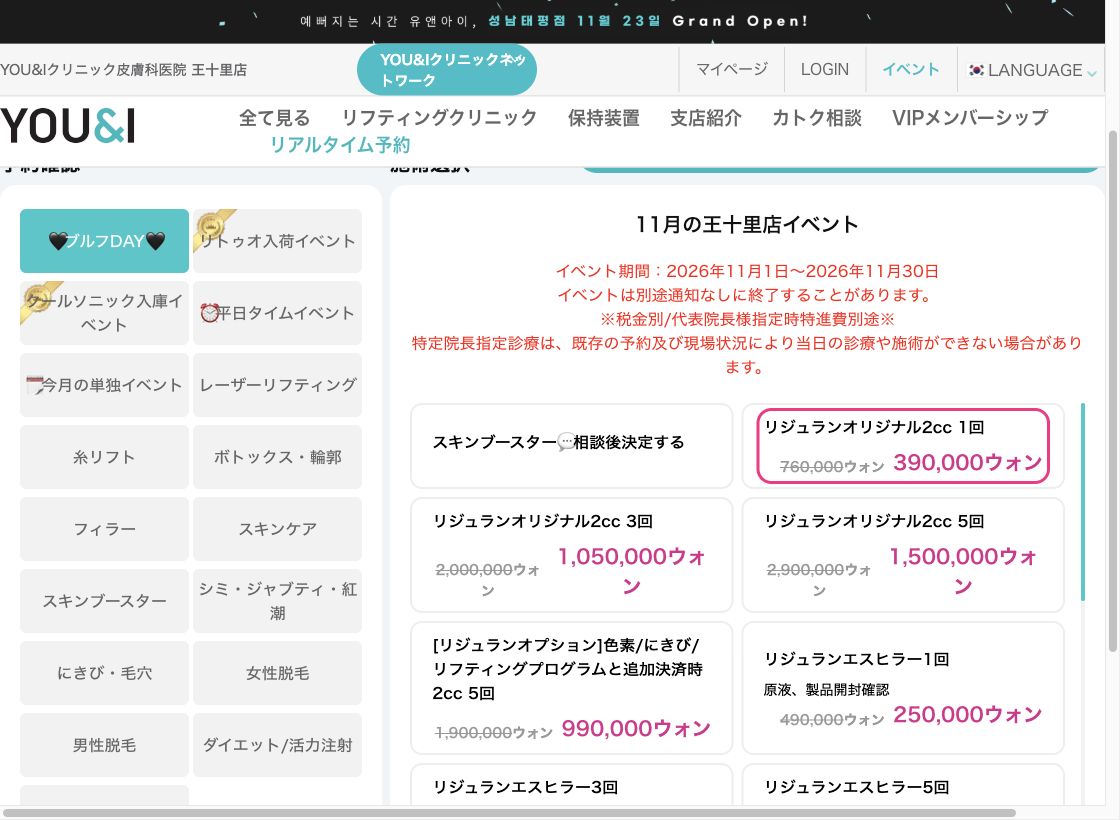 예뻐지는 시간 유앤아이, 성남태평점 11월 23일 Grand Open!
YOU&Iクリニック皮膚科医院 王十里店
YOU&Iクリニックネットワーク
マイページ
LOGIN
イベント
LANGUAGE
YOU&I
全て見る
リフティングクリニック
保持装置
支店紹介
カトク相談
VIPメンバーシップ
リアルタイム予約
予約確認
施術選択
🖤ブルフDAY🖤
リトゥオ入荷イベント
クールソニック入庫イ
ベント
⏰平日タイムイベント
今月の単独イベント
レーザーリフティング
糸リフト
ボトックス・輪郭
フィラー
スキンケア
スキンブースター
シミ・ジャブティ・紅
潮
にきび・毛穴
女性脱毛
男性脱毛
ダイエット/活力注射
11月の王十里店イベント
イベント期間：2026年11月1日〜2026年11月30日
イベントは別途通知なしに終了することがあります。
※税金別/代表院長様指定時特進費別途※
特定院長指定診療は、既存の予約及び現場状況により当日の診療や施術ができない場合があり
ます。
スキンブースター💬相談後決定する
リジュランオリジナル2cc 1回
760,000ウォン 390,000ウォン
リジュランオリジナル2cc 3回
2,000,000ウォン 1,050,000ウォン
リジュランオリジナル2cc 5回
2,900,000ウォン 1,500,000ウォン
[リジュランオプション]色素/にきび/
リフティングプログラムと追加決済時
2cc 5回
1,900,000ウォン 990,000ウォン
リジュランエスヒラー1回
原液、製品開封確認
490,000ウォン 250,000ウォン
リジュランエスヒラー3回
リジュランエスヒラー5回